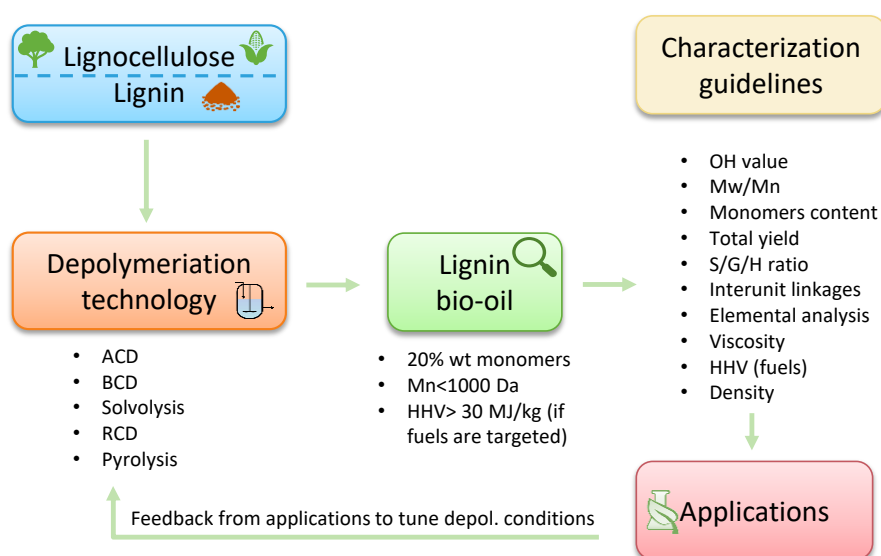 Lignocellulose
Lignin
Characterization
guidelines
• OH value
• Mw/Mn
• Monomers content
• Total yield
• S/G/H ratio
• Interunit linkages
• Elemental analysis
• Viscosity
• HHV (fuels)
• Density
Depolymeriation
technology
• ACD
• BCD
• Solvolysis
• RCD
• Pyrolysis
Lignin
bio-oil
• 20% wt monomers
• Mn<1000 Da
• HHV> 30 MJ/kg (if
fuels are targeted)
Applications
Feedback from applications to tune depol. conditions